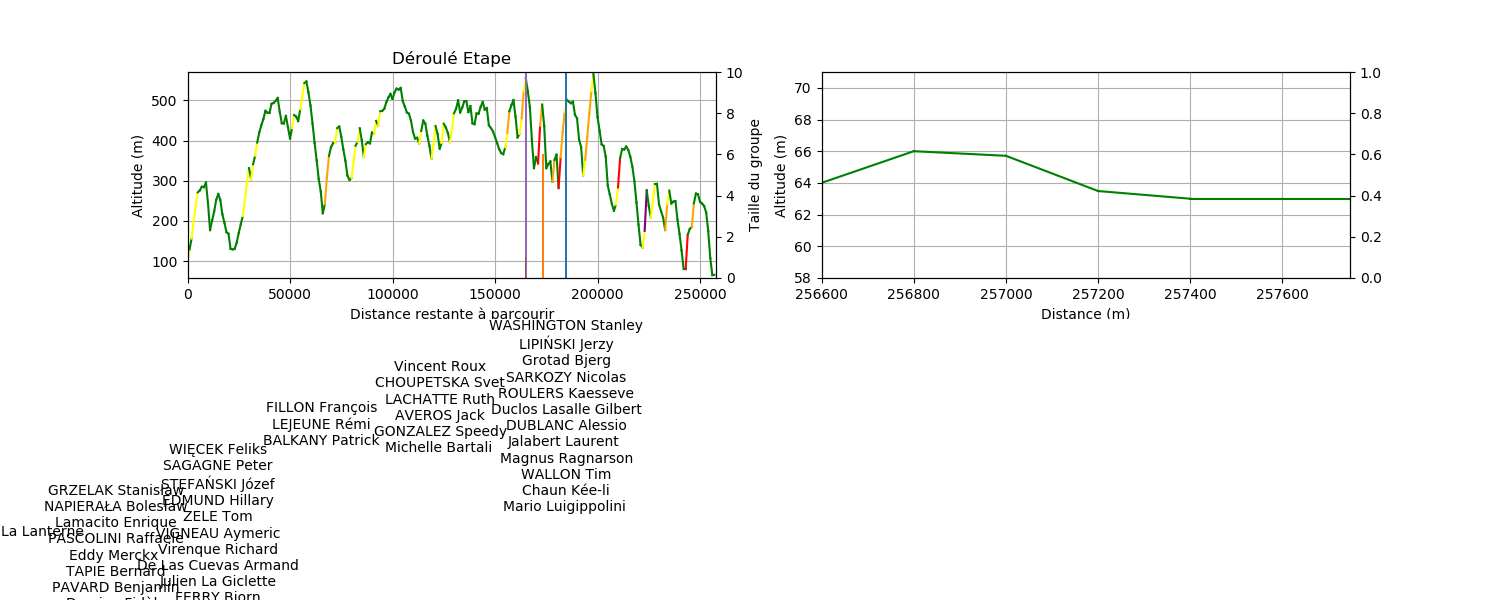 Déroulé Etape
Altitude (m)
500
400
300
200
100
0
50000
100000
150000
200000
250000
Distance restante à parcourir
10
8
6
4
2
0
Taille du groupe
Altitude (m)
70
68
66
64
62
60
58
256600
256800
257000
257200
257400
257600
Distance (m)
1.0
0.8
0.6
0.4
0.2
0.0
WASHINGTON Stanley
LIPIŃSKI Jerzy
Grotad Bjerg
SARKOZY Nicolas
ROULERS Kaesseve
Duclos Lasalle Gilbert
DUBLANC Alessio
Jalabert Laurent
Magnus Ragnarson
WALLON Tim
Chaun Kée-li
Mario Luigippolini
Vincent Roux
CHOUPETSKA Svet
LACHATTE Ruth
AVEROS Jack
GONZALEZ Speedy
Michelle Bartali
FILLON François
LEJEUNE Rémi
BALKANY Patrick
WIĘCEK Feliks
SAGAGNE Peter
STEFAŃSKI Józef
EDMUND Hillary
ZELE Tom
VIGNEAU Aymeric
Virenque Richard
De Las Cuevas Armand
Julien La Giclette
FERRY Bjorn
GRZELAK Stanisław
NAPIERAŁA Bolesław
Lamacito Enrique
PASCOLINI Raffaele
Eddy Merckx
TAPIE Bernard
PAVARD Benjamin
La Lanterne